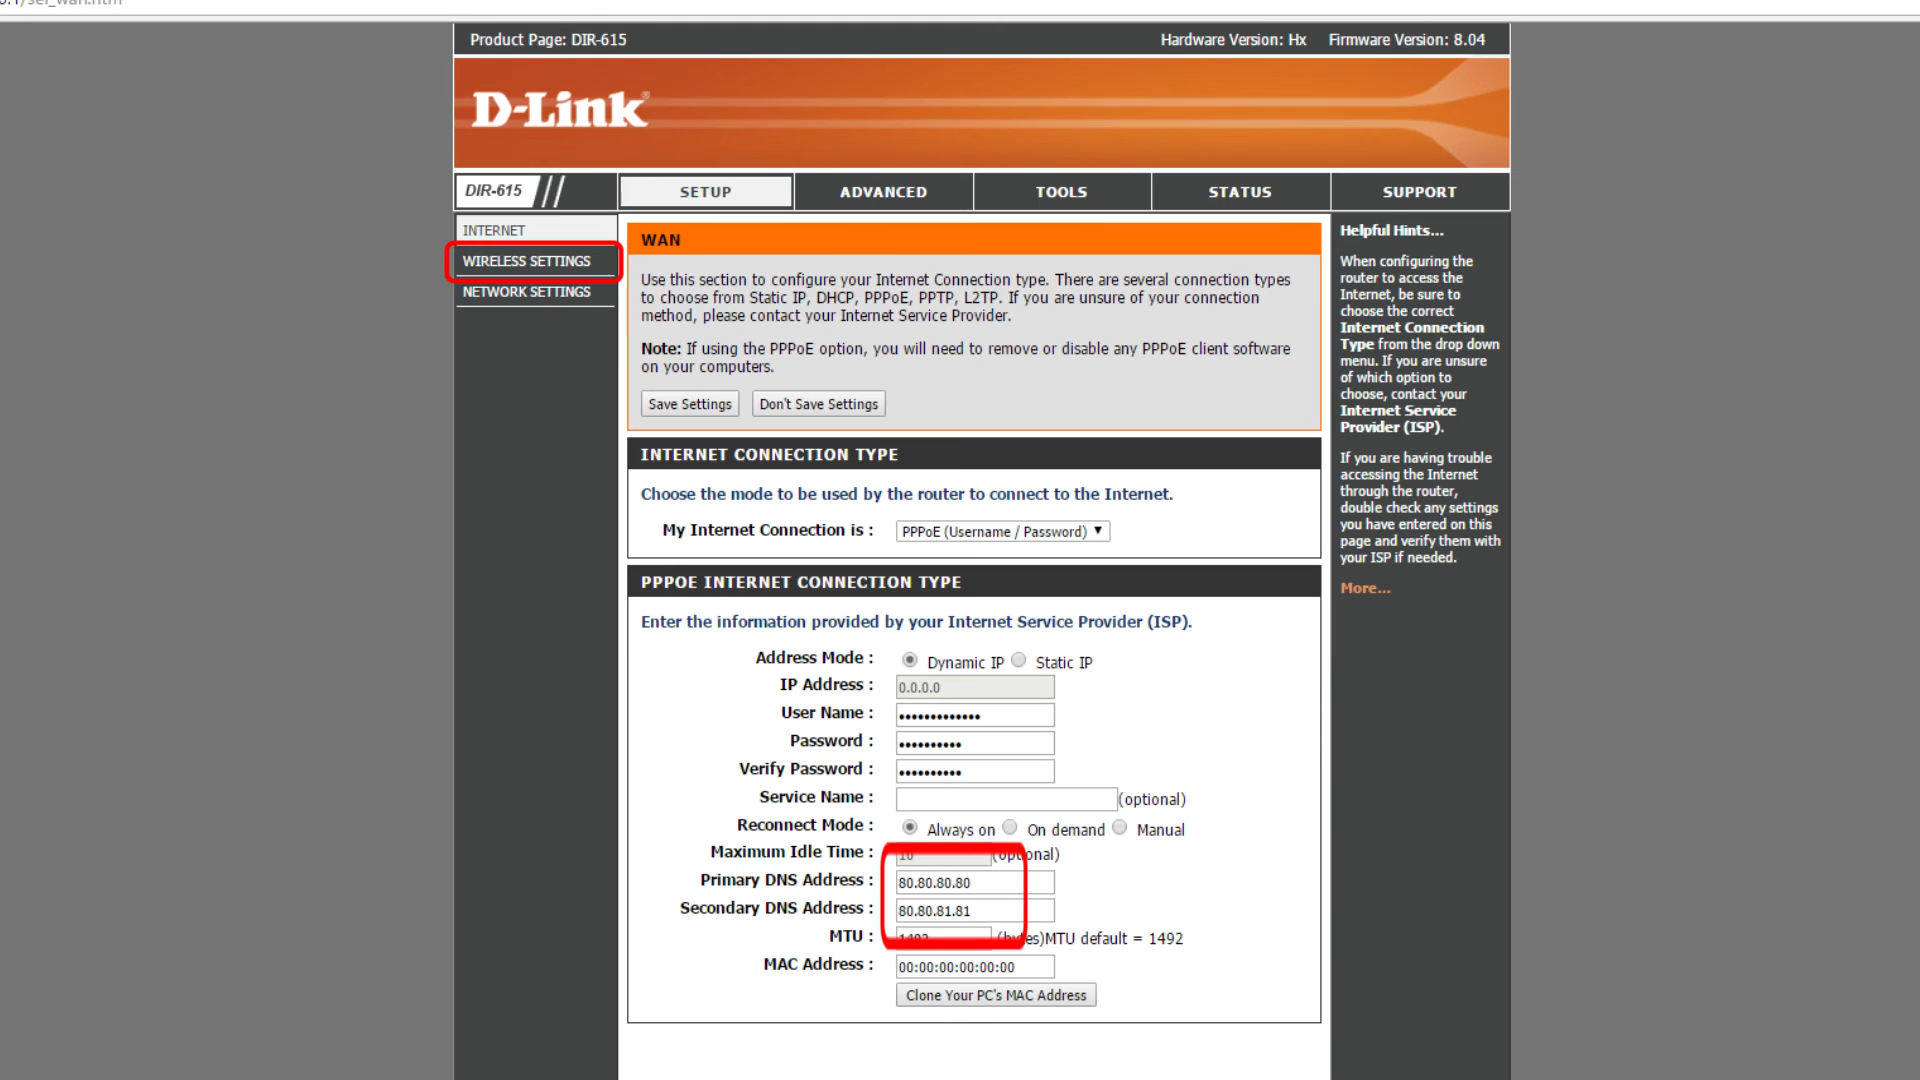 Product Page: DIR-615
Hardware Version: Hx Firmware Version: 8.04
D-Link®
DIR-615
SETUP
ADVANCED
TOOLS
STATUS
SUPPORT
INTERNET
WIRELESS SETTINGS
NETWORK SETTINGS
WAN
Use this section to configure your Internet Connection type. There are several connection types
to choose from Static IP, DHCP, PPPoE, PPTP, L2TP. If you are unsure of your connection
method, please contact your Internet Service Provider.
Note: If using the PPPoE option, you will need to remove or disable any PPPoE client software
on your computers.
Save Settings
Don't Save Settings
INTERNET CONNECTION TYPE
Choose the mode to be used by the router to connect to the Internet.
My Internet Connection is : PPPoE (Username / Password)
PPPOE INTERNET CONNECTION TYPE
Enter the information provided by your Internet Service Provider (ISP).
Address Mode : Dynamic IP Static IP
IP Address : 0.0.0.0
User Name : •••••••••••••
Password : ••••••••••
Verify Password : ••••••••••
Service Name : (optional)
Reconnect Mode : Always on On demand Manual
Maximum Idle Time : 10 (optional)
Primary DNS Address : 80.80.80.80
Secondary DNS Address : 80.80.81.81
MTU : 1492 (bytes)MTU default = 1492
MAC Address : 00:00:00:00:00:00
Clone Your PC's MAC Address
Helpful Hints...
When configuring the
router to access the
Internet, be sure to
choose the correct
Internet Connection
Type from the drop down
menu. If you are unsure
of which option to
choose, contact your
Internet Service
Provider (ISP).
If you are having trouble
accessing the Internet
through the router,
double check any settings
you have entered on this
page and verify them with
your ISP if needed.
More...